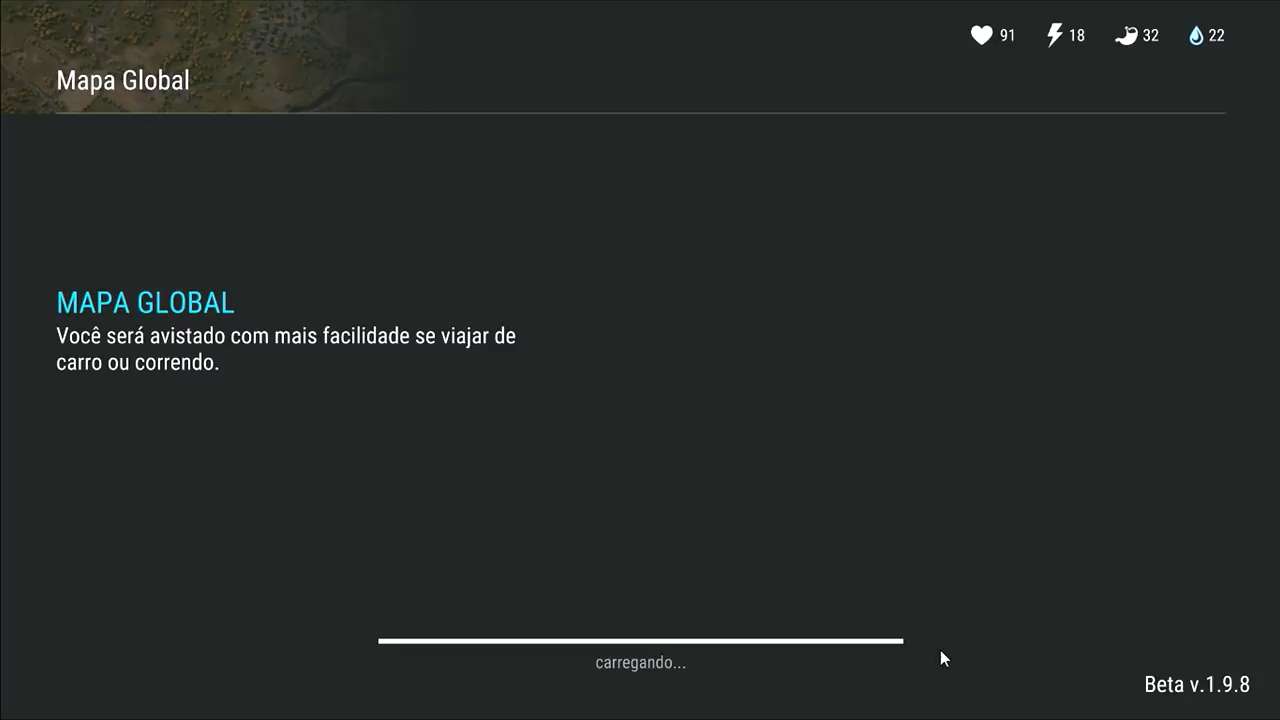 91 18 32 22
Mapa Global
MAPA GLOBAL
Você será avistado com mais facilidade se viajar de
carro ou correndo.
carregando...
Beta v.1.9.8